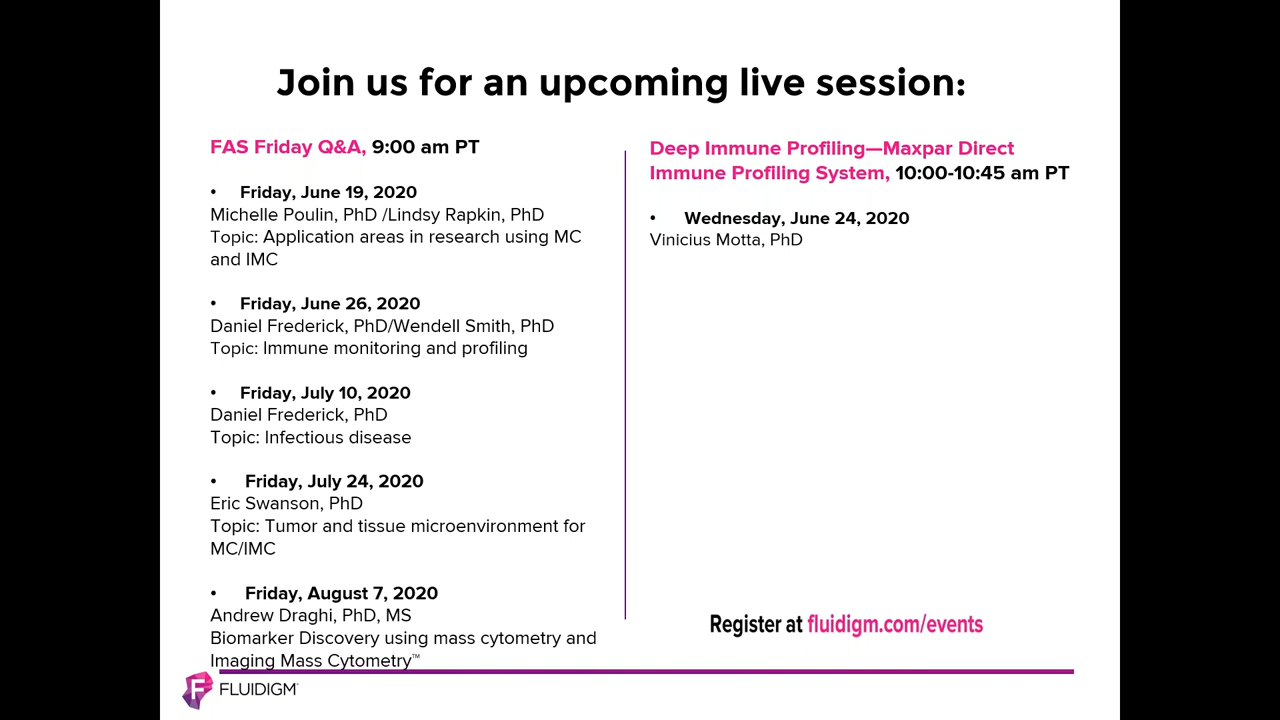 Join us for an upcoming live session:
FAS Friday Q&A, 9:00 am PT
• Friday, June 19, 2020
Michelle Poulin, PhD /Lindsy Rapkin, PhD
Topic: Application areas in research using MC
and IMC
• Friday, June 26, 2020
Daniel Frederick, PhD/Wendell Smith, PhD
Topic: Immune monitoring and profiling
• Friday, July 10, 2020
Daniel Frederick, PhD
Topic: Infectious disease
• Friday, July 24, 2020
Eric Swanson, PhD
Topic: Tumor and tissue microenvironment for
MC/IMC
• Friday, August 7, 2020
Andrew Draghi, PhD, MS
Biomarker Discovery using mass cytometry and
Imaging Mass Cytometry™
Deep Immune Profiling—Maxpar Direct
Immune Profiling System, 10:00-10:45 am PT
• Wednesday, June 24, 2020
Vinicius Motta, PhD
Register at fluidigm.com/events
F FLUIDIGM®